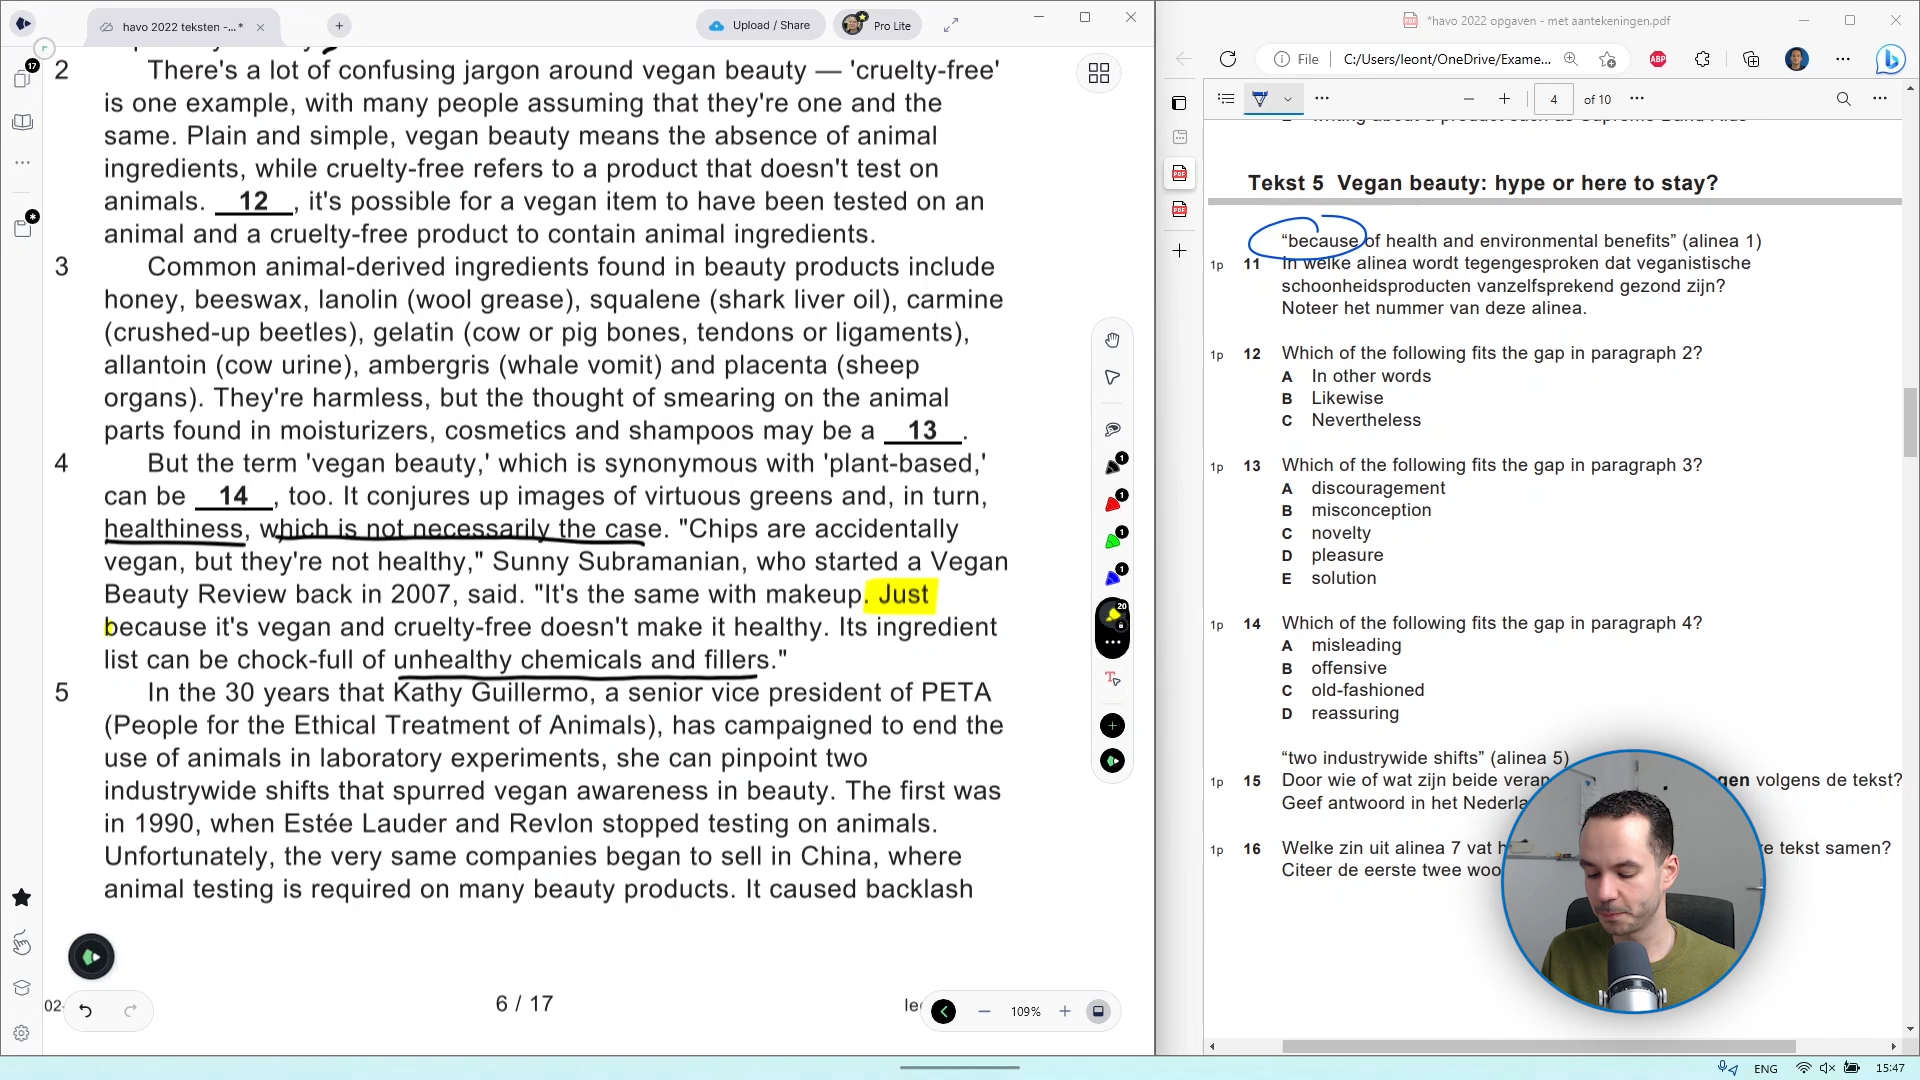 havo 2022 teksten -...*
Upload / Share
Pro Lite
17
2 There's a lot of confusing jargon around vegan beauty — 'cruelty-free'
is one example, with many people assuming that they're one and the
same. Plain and simple, vegan beauty means the absence of animal
ingredients, while cruelty-free refers to a product that doesn't test on
animals. 12 , it's possible for a vegan item to have been tested on an
animal and a cruelty-free product to contain animal ingredients.
3 Common animal-derived ingredients found in beauty products include
honey, beeswax, lanolin (wool grease), squalene (shark liver oil), carmine
(crushed-up beetles), gelatin (cow or pig bones, tendons or ligaments),
allantoin (cow urine), ambergris (whale vomit) and placenta (sheep
organs). They're harmless, but the thought of smearing on the animal
parts found in moisturizers, cosmetics and shampoos may be a 13 .
4 But the term 'vegan beauty,' which is synonymous with 'plant-based,'
can be 14 , too. It conjures up images of virtuous greens and, in turn,
healthiness, which is not necessarily the case. "Chips are accidentally
vegan, but they're not healthy," Sunny Subramanian, who started a Vegan
Beauty Review back in 2007, said. "It's the same with makeup. Just
because it's vegan and cruelty-free doesn't make it healthy. Its ingredient
list can be chock-full of unhealthy chemicals and fillers."
5 In the 30 years that Kathy Guillermo, a senior vice president of PETA
(People for the Ethical Treatment of Animals), has campaigned to end the
use of animals in laboratory experiments, she can pinpoint two
industrywide shifts that spurred vegan awareness in beauty. The first was
in 1990, when Estée Lauder and Revlon stopped testing on animals.
Unfortunately, the very same companies began to sell in China, where
animal testing is required on many beauty products. It caused backlash
1
1
1
1
20
6 / 17
109%
*havo 2022 opgaven - met aantekeningen.pdf
File
C:/Users/leont/OneDrive/Exame...
ABP
4 of 10
Tekst 5 Vegan beauty: hype or here to stay?
“because of health and environmental benefits” (alinea 1)
1p 11 In welke alinea wordt tegengesproken dat veganistische
schoonheidsproducten vanzelfsprekend gezond zijn?
Noteer het nummer van deze alinea.
1p 12 Which of the following fits the gap in paragraph 2?
A In other words
B Likewise
C Nevertheless
1p 13 Which of the following fits the gap in paragraph 3?
A discouragement
B misconception
C novelty
D pleasure
E solution
1p 14 Which of the following fits the gap in paragraph 4?
A misleading
B offensive
C old-fashioned
D reassuring
“two industrywide shifts” (alinea 5)
1p 15 Door wie of wat zijn beide veran gen volgens de tekst?
Geef antwoord in het Nederla
1p 16 Welke zin uit alinea 7 vat h e tekst samen?
Citeer de eerste twee woo
ENG
15:47